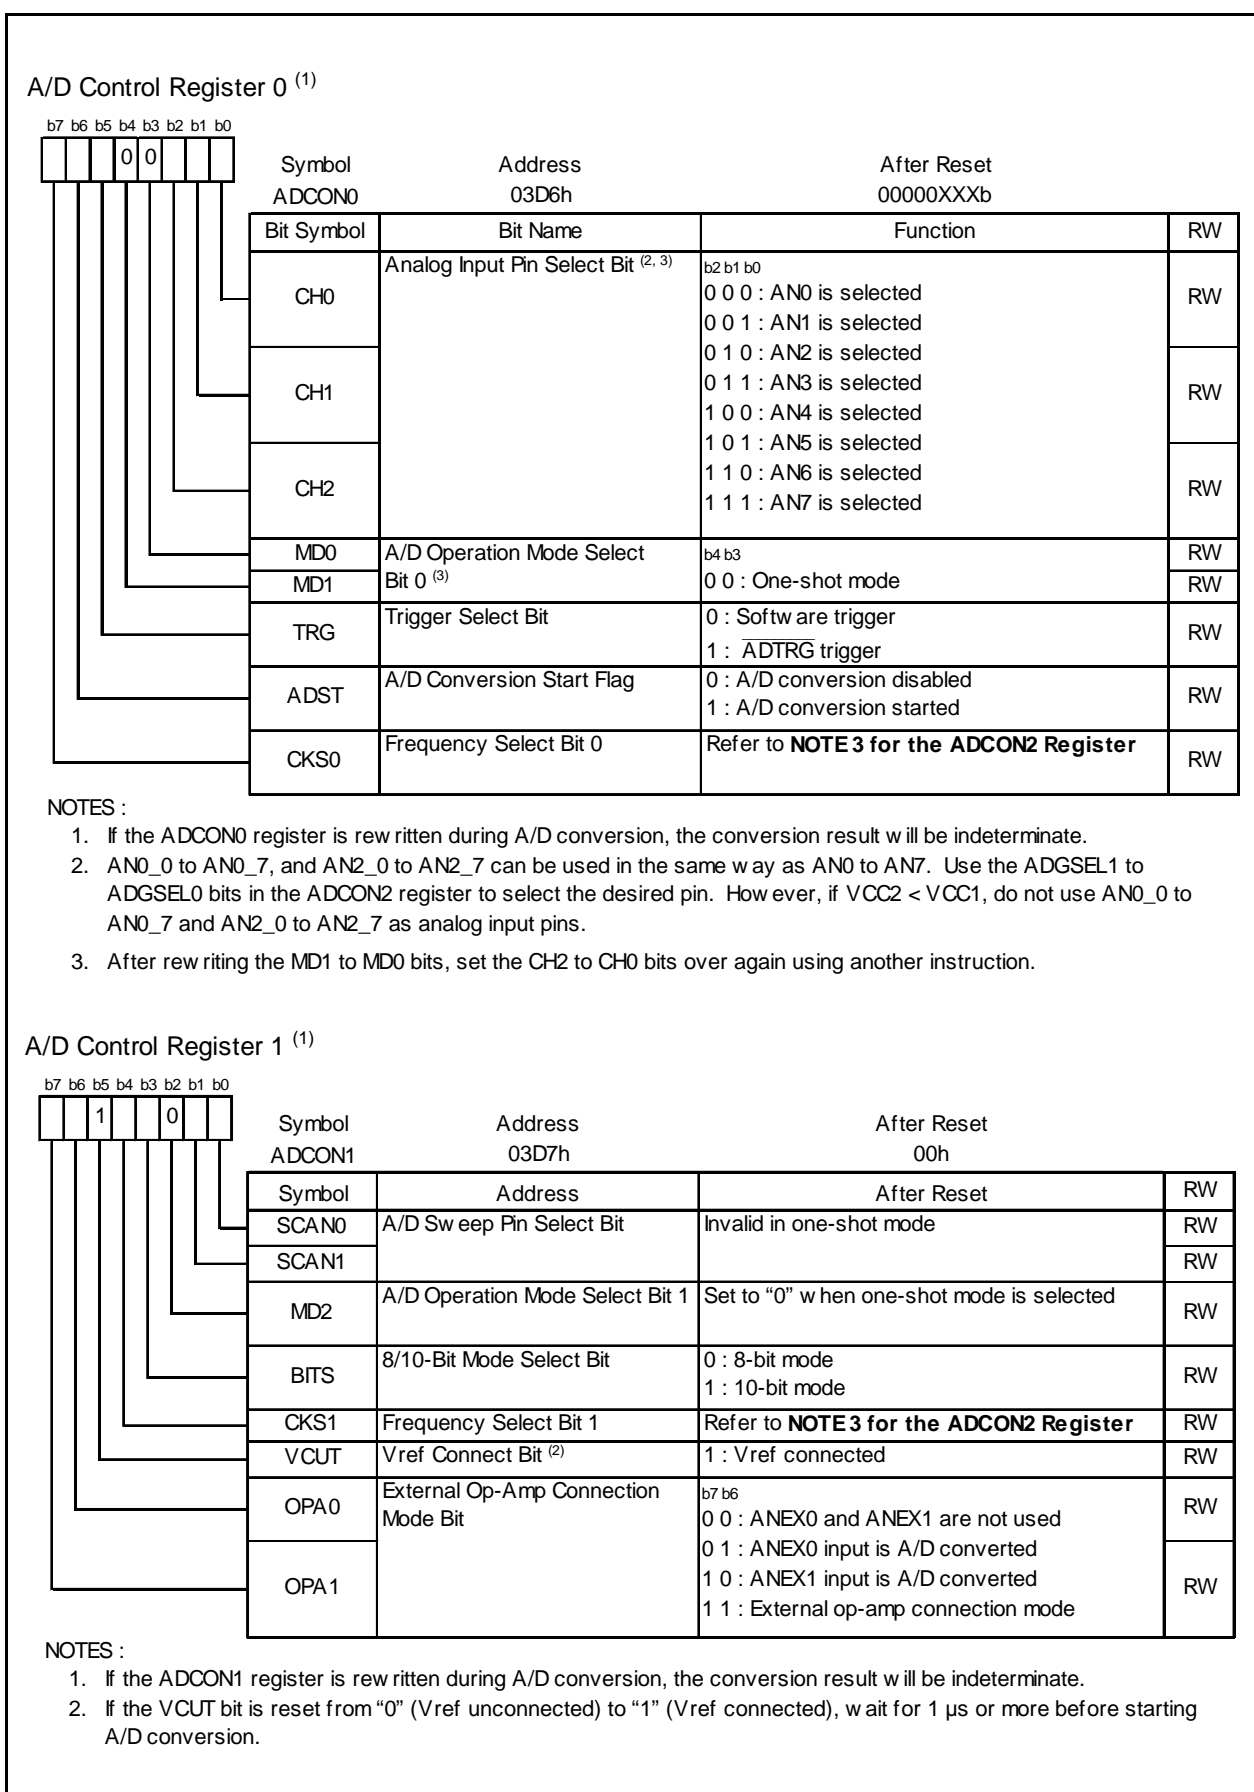 A/D Control Register 0 (1)
b7 b6 b5 b4 b3 b2 b1 b0
0 0
Symbol Address After Reset
ADCON0 03D6h 00000XXXb
Bit Symbol Bit Name Function RW
CH0 Analog Input Pin Select Bit (2, 3) b2 b1 b0
0 0 0 : AN0 is selected RW
0 0 1 : AN1 is selected
0 1 0 : AN2 is selected
CH1 0 1 1 : AN3 is selected RW
1 0 0 : AN4 is selected
1 0 1 : AN5 is selected
CH2 1 1 0 : AN6 is selected RW
1 1 1 : AN7 is selected
MD0 A/D Operation Mode Select b4 b3 RW
MD1 Bit 0 (3) 0 0 : One-shot mode RW
TRG Trigger Select Bit 0 : Software trigger RW
1 : ADTRG trigger
ADST A/D Conversion Start Flag 0 : A/D conversion disabled RW
1 : A/D conversion started
CKS0 Frequency Select Bit 0 Refer to NOTE 3 for the ADCON2 Register RW
NOTES :
1. If the ADCON0 register is rewritten during A/D conversion, the conversion result will be indeterminate.
2. AN0_0 to AN0_7, and AN2_0 to AN2_7 can be used in the same way as AN0 to AN7. Use the ADGSEL1 to
ADGSEL0 bits in the ADCON2 register to select the desired pin. However, if VCC2 < VCC1, do not use AN0_0 to
AN0_7 and AN2_0 to AN2_7 as analog input pins.
3. After rewriting the MD1 to MD0 bits, set the CH2 to CH0 bits over again using another instruction.
A/D Control Register 1 (1)
b7 b6 b5 b4 b3 b2 b1 b0
1 0
Symbol Address After Reset
ADCON1 03D7h 00h
Symbol Address After Reset RW
SCAN0 A/D Sweep Pin Select Bit Invalid in one-shot mode RW
SCAN1 RW
MD2 A/D Operation Mode Select Bit 1 Set to “0” when one-shot mode is selected RW
BITS 8/10-Bit Mode Select Bit 0 : 8-bit mode RW
1 : 10-bit mode
CKS1 Frequency Select Bit 1 Refer to NOTE 3 for the ADCON2 Register RW
VCUT Vref Connect Bit (2) 1 : Vref connected RW
OPA0 External Op-Amp Connection b7 b6 RW
Mode Bit 0 0 : ANEX0 and ANEX1 are not used
0 1 : ANEX0 input is A/D converted
OPA1 1 0 : ANEX1 input is A/D converted RW
1 1 : External op-amp connection mode
NOTES :
1. If the ADCON1 register is rewritten during A/D conversion, the conversion result will be indeterminate.
2. If the VCUT bit is reset from “0” (Vref unconnected) to “1” (Vref connected), wait for 1 µs or more before starting
A/D conversion.